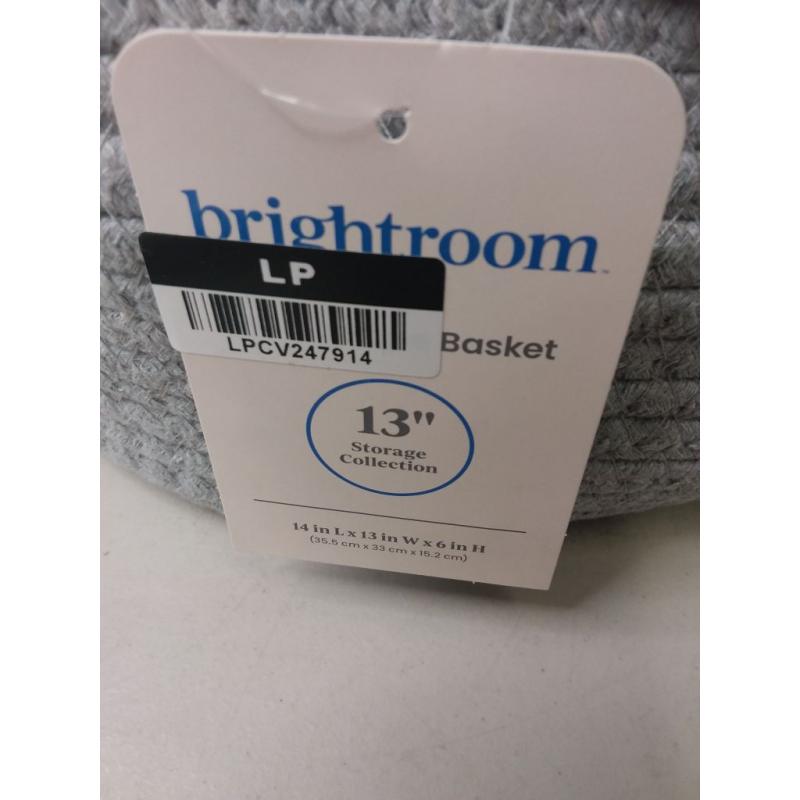 brightroom
LP
LPCV247914
Basket
13"
Storage
Collection
14 in L x 13 in W x 6 in H
(35.5 cm x 33 cm x 15.2 cm)